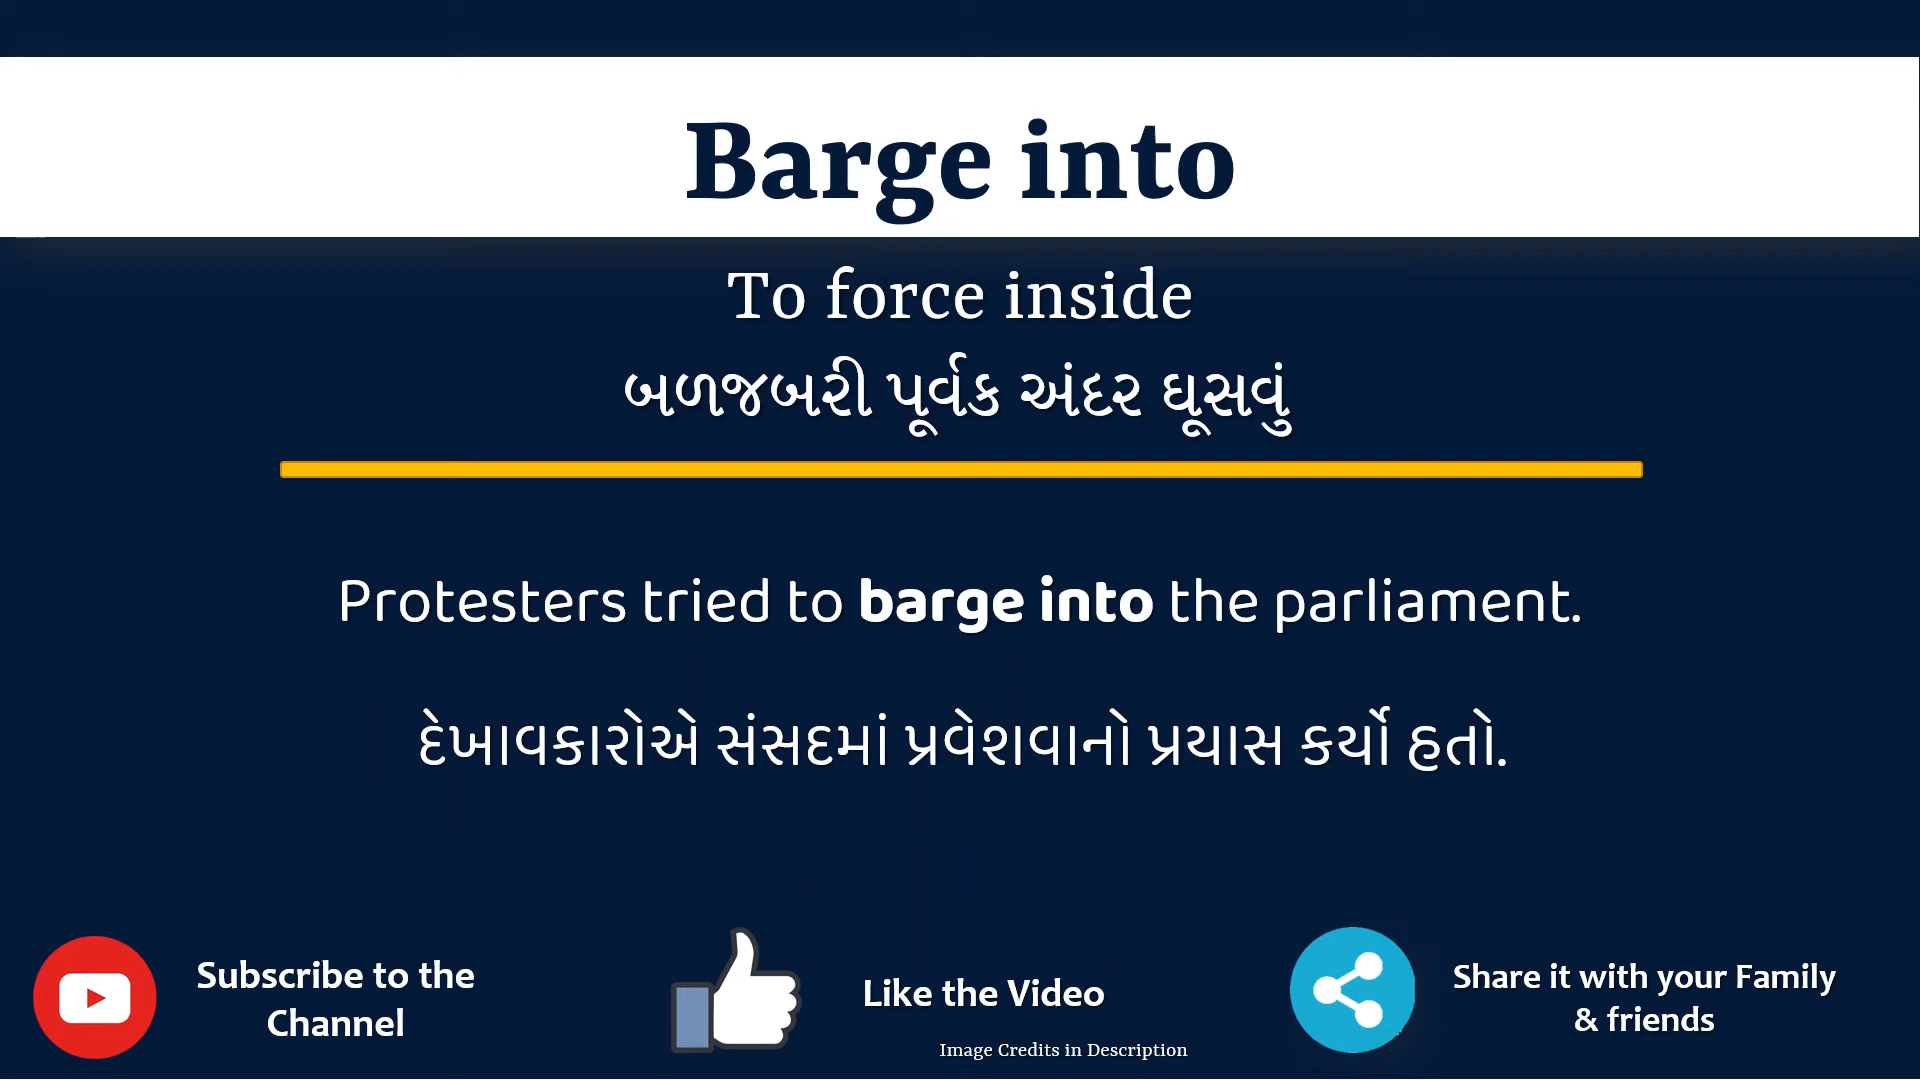 Barge into
To force inside
બળજબરી પૂર્વક અંદર ઘૂસવું
Protesters tried to barge into the parliament.
દેખાવકારોએ સંસદમાં પ્રવેશવાનો પ્રયાસ કર્યો હતો.
Subscribe to the
Channel
Like the Video
Share it with your Family
& friends
Image Credits in Description